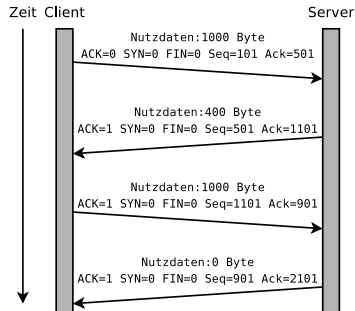 Zeit Client Server
Nutzdaten:1000 Byte
ACK=0 SYN=0 FIN=0 Seq=101 Ack=501
Nutzdaten:400 Byte
ACK=1 SYN=0 FIN=0 Seq=501 Ack=1101
Nutzdaten:1000 Byte
ACK=1 SYN=0 FIN=0 Seq=1101 Ack=901
Nutzdaten:0 Byte
ACK=1 SYN=0 FIN=0 Seq=901 Ack=2101